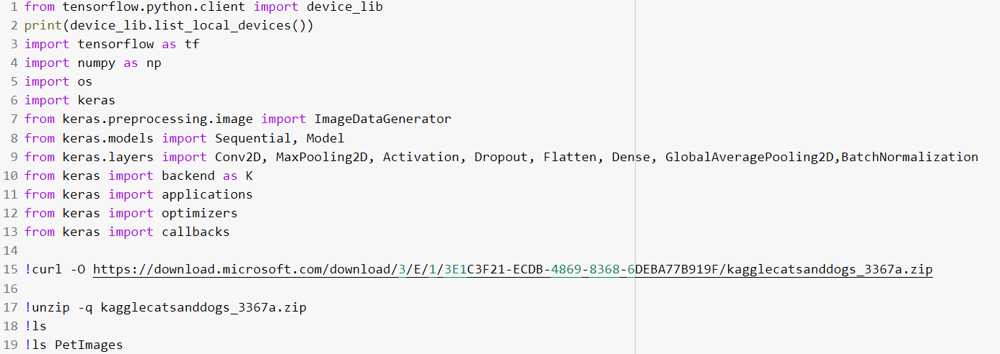 1 from tensorflow.python.client import device_lib
2 print(device_lib.list_local_devices())
3 import tensorflow as tf
4 import numpy as np
5 import os
6 import keras
7 from keras.preprocessing.image import ImageDataGenerator
8 from keras.models import Sequential, Model
9 from keras.layers import Conv2D, MaxPooling2D, Activation, Dropout, Flatten, Dense, GlobalAveragePooling2D,BatchNormalization
10 from keras import backend as K
11 from keras import applications
12 from keras import optimizers
13 from keras import callbacks
14
15 !curl -O https://download.microsoft.com/download/3/E/1/3E1C3F21-ECDB-4869-8368-6DEBA77B919F/kagglecatsanddogs_3367a.zip
16
17 !unzip -q kagglecatsanddogs_3367a.zip
18 !ls
19 !ls PetImages